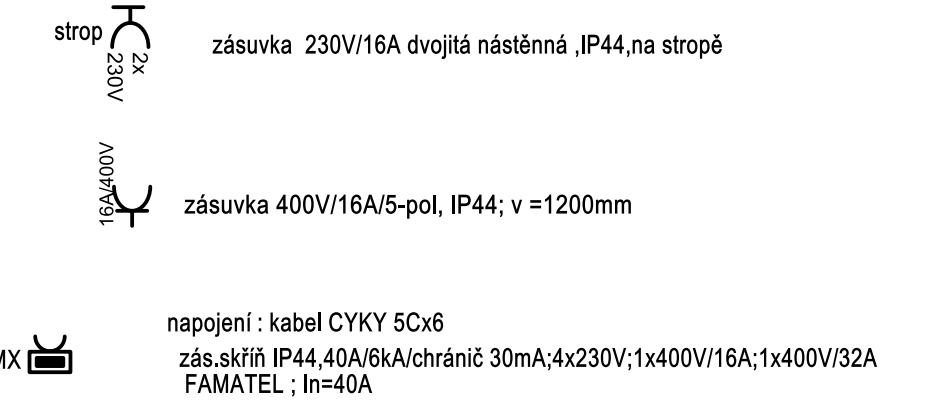 strop
2x
230V
zásuvka 230V/16A dvojitá nástěnná ,IP44,na stropě
16A/400V
zásuvka 400V/16A/5-pol, IP44; v =1200mm
napojení : kabel CYKY 5Cx6
MX
zás.skříň IP44,40A/6kA/chránič 30mA;4x230V;1x400V/16A;1x400V/32A
FAMATEL ; In=40A